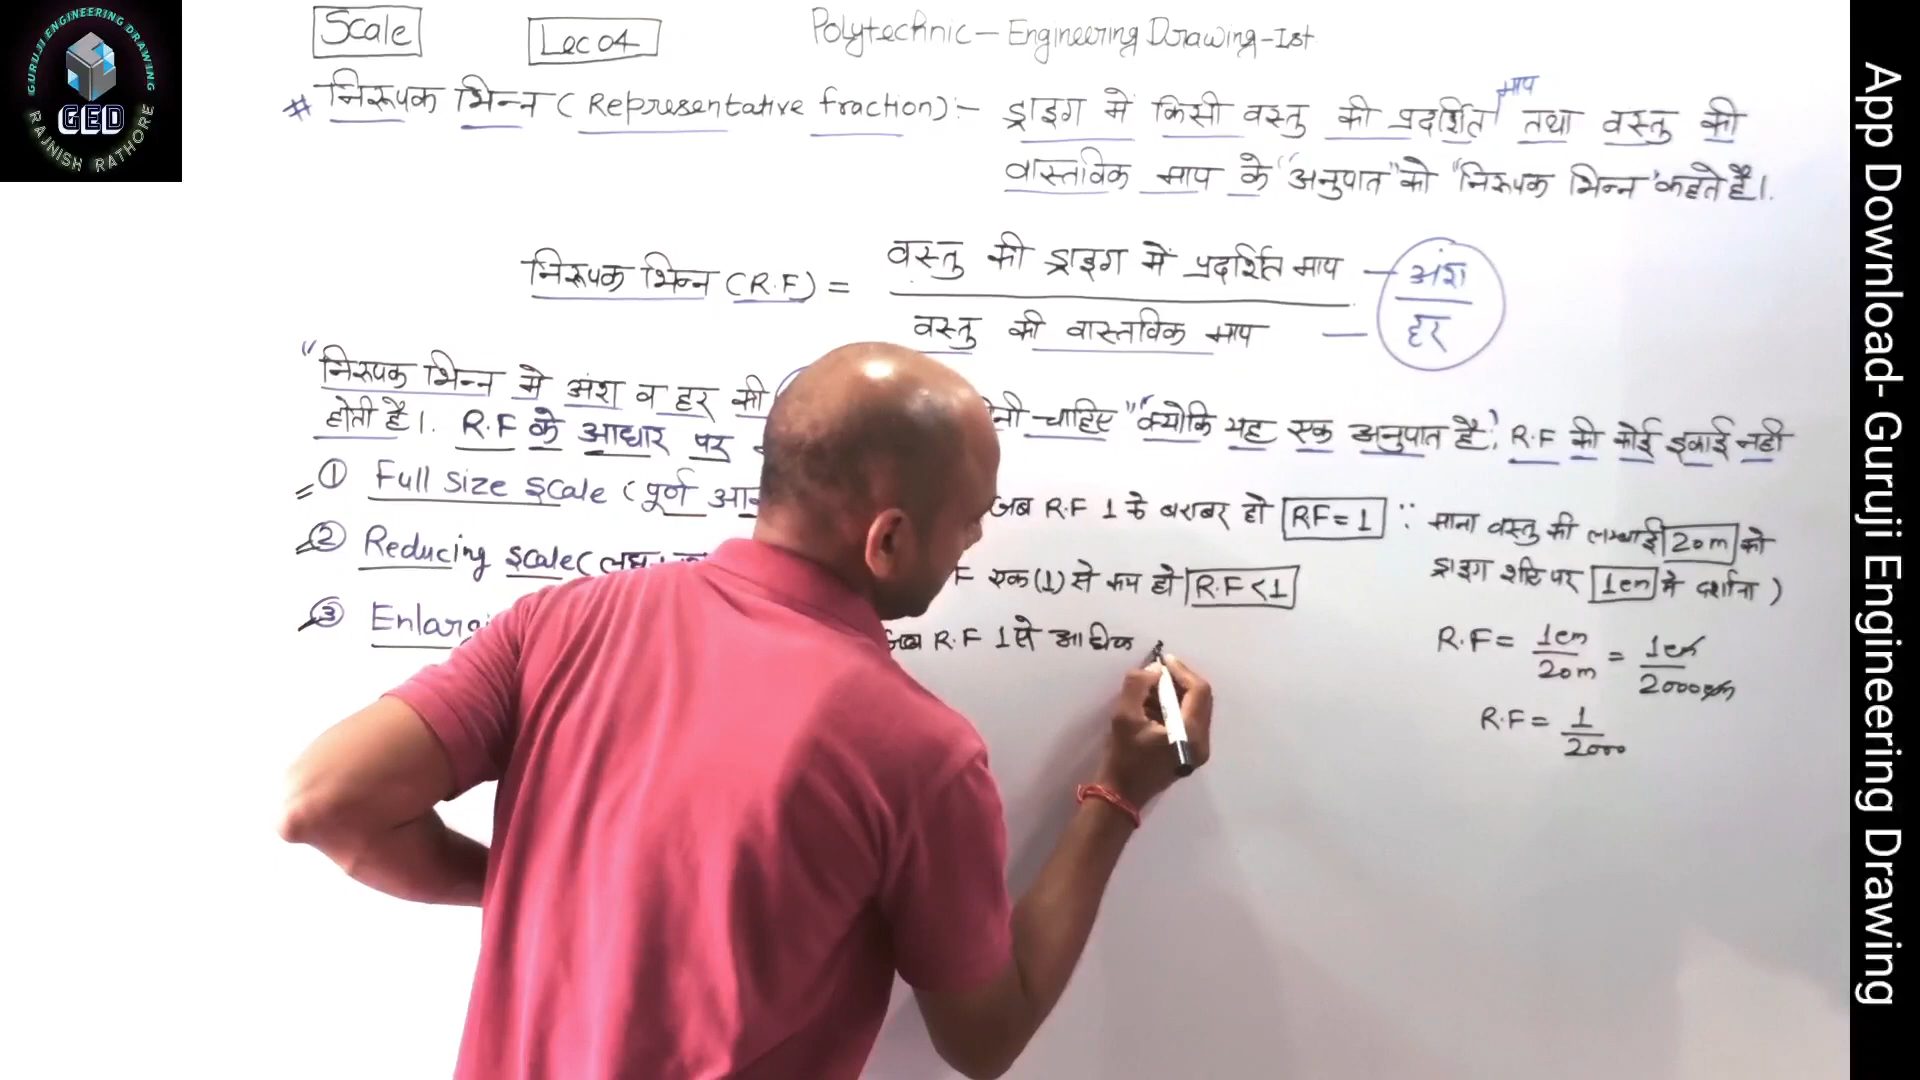 GURUJI ENGINEERING DRAWING
GED
RAJNISH RATHORE
Scale
Lec 04
Polytechnic - Engineering Drawing - Ist
# निरूपक भिन्न (Representative fraction):- ड्राइग में किसी वस्तु की प्रदर्शित माप तथा वस्तु की
वास्तविक माप के "अनुपात" को "निरूपक भिन्न" कहते है।
निरूपक भिन्न (R.F) =
वस्तु की ड्राइग में प्रदर्शित माप - अंश
वस्तु की वास्तविक माप - हर
"निरूपक भिन्न मे अंश व हर की चाहिए" "क्योकि यह एक अनुपात है" R.F की कोई इकाई नही
होती है। R.F के आधार पर
① Full Size Scale (पूर्ण जब R.F 1 के बराबर हो RF = 1
② Reducing Scale ( F एक (1) से कम हो R.F < 1
③ जब R.F 1 से अधिक
∵ माना वस्तु की लम्बाई 20m को
ड्राइग शीट पर 1cm मे दर्शाना )
R.F = 1cm/20m = 1cm/2000cm
R.F = 1/2000
App Download- Guruji Engineering Drawing